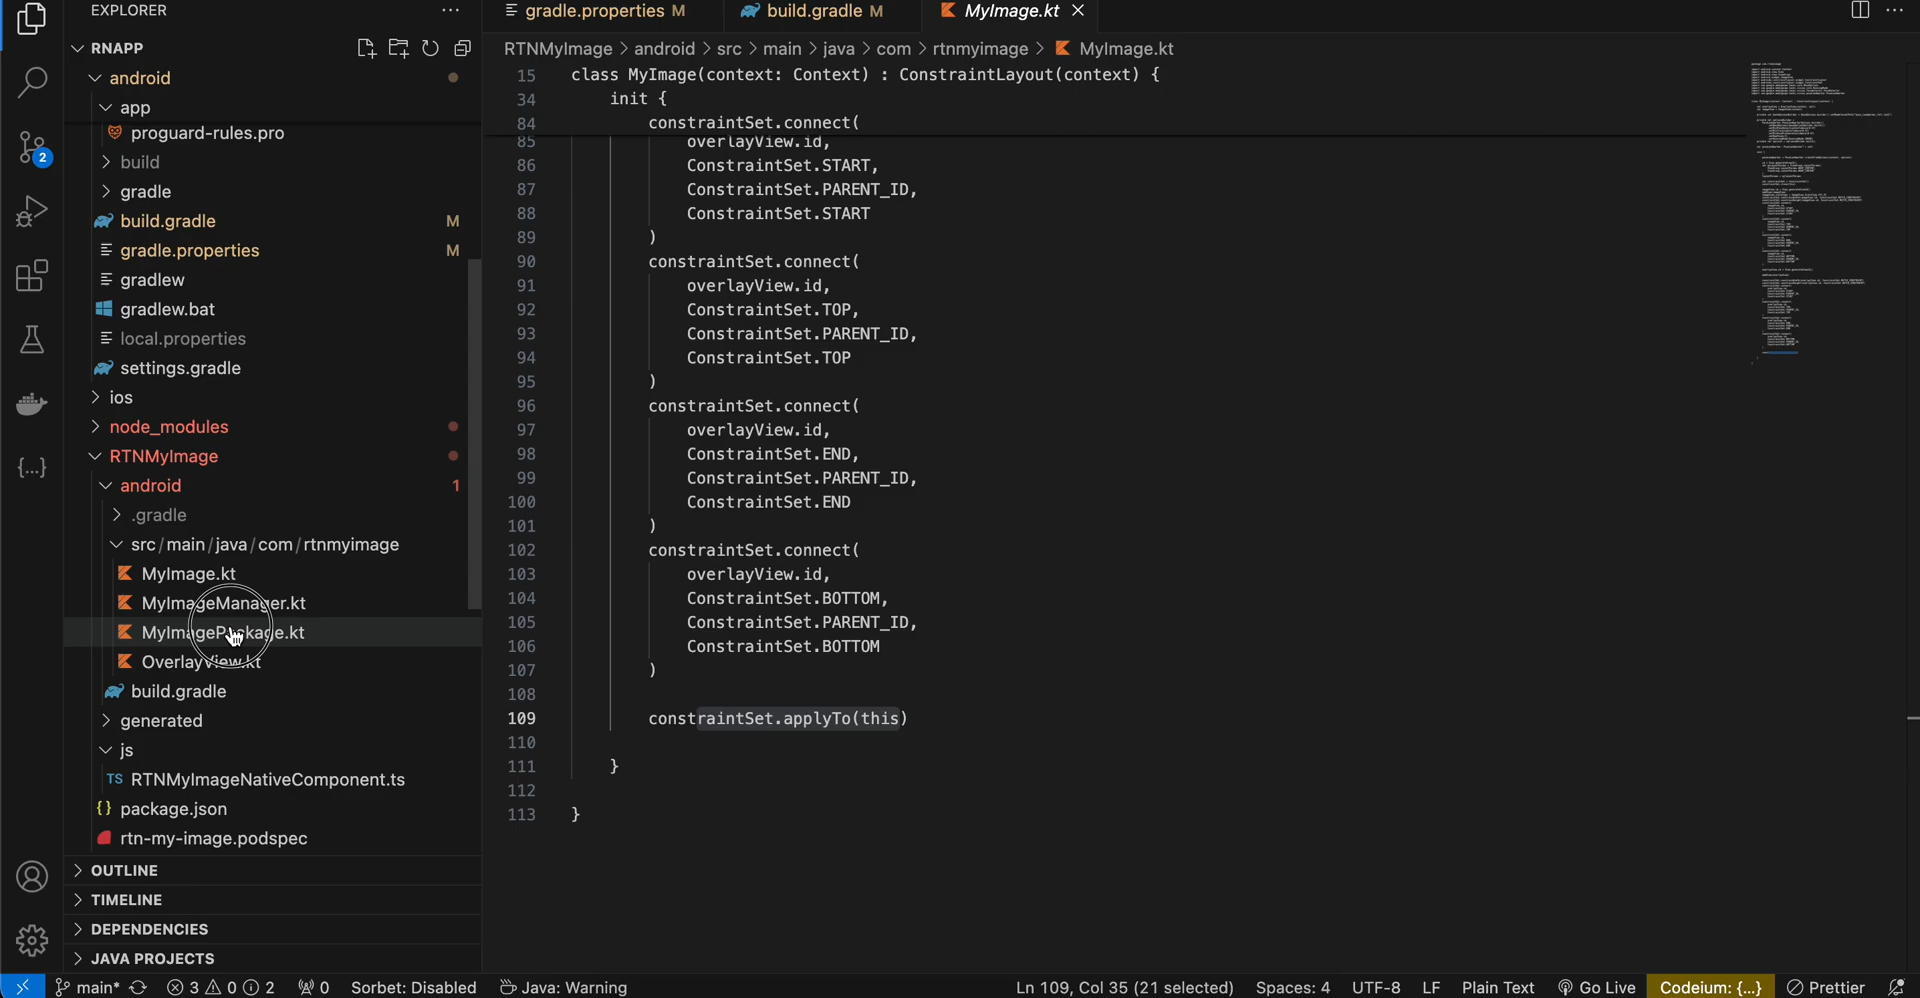 EXPLORER
RNAPP
android
app
proguard-rules.pro
build
gradle
build.gradle M
gradle.properties M
gradlew
gradlew.bat
local.properties
settings.gradle
ios
node_modules
RTNMyImage
android 1
.gradle
src/main/java/com/rtnmyimage
MyImage.kt
MyImageManager.kt
MyImagePackage.kt
OverlayView.kt
build.gradle
generated
js
TS RTNMyImageNativeComponent.ts
{} package.json
rtn-my-image.podspec
OUTLINE
TIMELINE
DEPENDENCIES
JAVA PROJECTS
2
gradle.properties M build.gradle M MyImage.kt
RTNMyImage > android > src > main > java > com > rtnmyimage > MyImage.kt
15 class MyImage(context: Context) : ConstraintLayout(context) {
34 init {
84 constraintSet.connect(
85 overlayView.id,
86 ConstraintSet.START,
87 ConstraintSet.PARENT_ID,
88 ConstraintSet.START
89 )
90 constraintSet.connect(
91 overlayView.id,
92 ConstraintSet.TOP,
93 ConstraintSet.PARENT_ID,
94 ConstraintSet.TOP
95 )
96 constraintSet.connect(
97 overlayView.id,
98 ConstraintSet.END,
99 ConstraintSet.PARENT_ID,
100 ConstraintSet.END
101 )
102 constraintSet.connect(
103 overlayView.id,
104 ConstraintSet.BOTTOM,
105 ConstraintSet.PARENT_ID,
106 ConstraintSet.BOTTOM
107 )
108
109 constraintSet.applyTo(this)
110
111 }
112
113 }
main* 3 0 2 0 Sorbet: Disabled Java: Warning Ln 109, Col 35 (21 selected) Spaces: 4 UTF-8 LF Plain Text Go Live Codeium: {...} Prettier